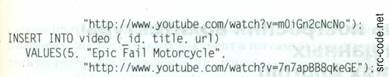 "http://www.youtube.com/watch?v=m0iGn2cNcNo");
INSERT INTO video (_id, title, url)
VALUES(5, "Epic Fail Motorcycle",
"http://www.youtube.com/watch?v=7n7apBB8qkeGE");
scr-code.net